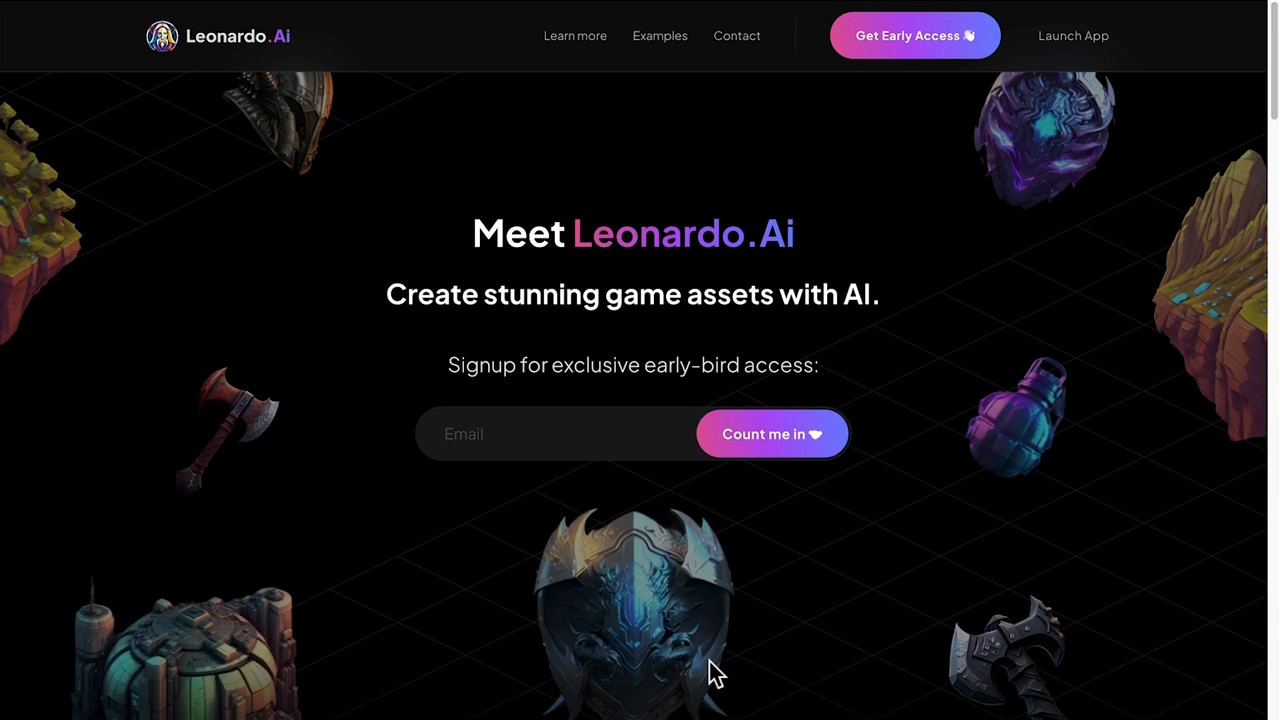 Leonardo.Ai
Learn more
Examples
Contact
Get Early Access 👋
Launch App
Meet Leonardo.Ai
Create stunning game assets with AI.
Signup for exclusive early-bird access:
Email
Count me in 🤝